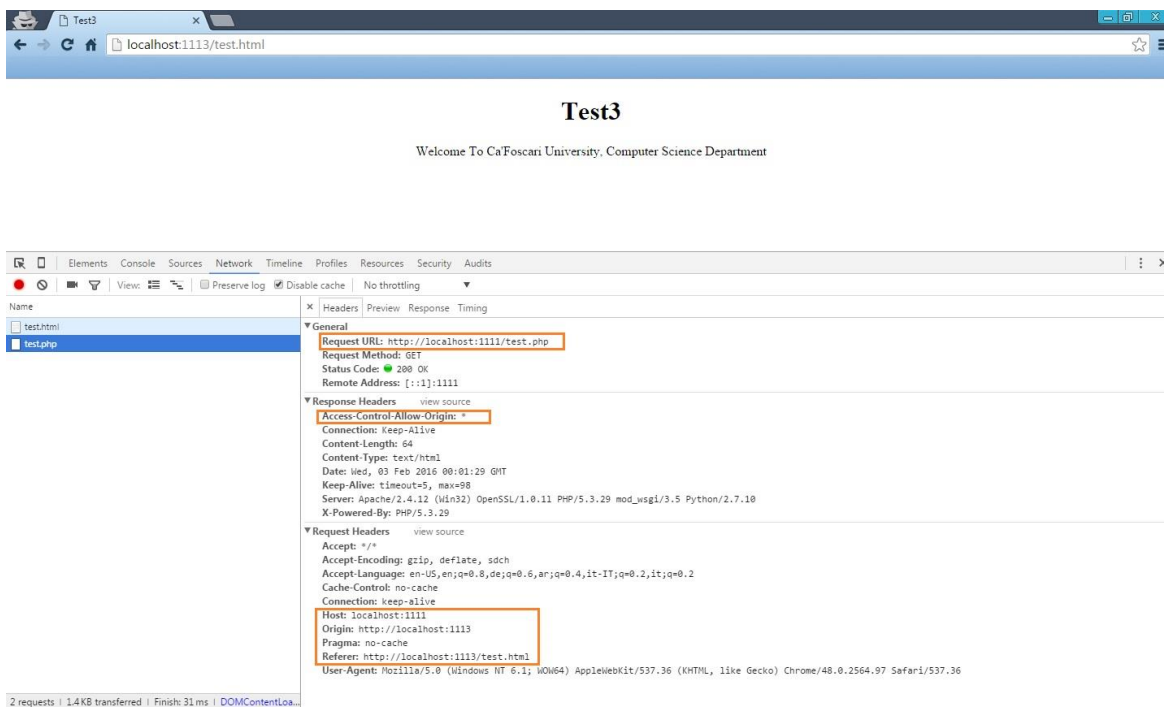 Test3
localhost:1113/test.html
Test3
Welcome To Ca'Foscari University, Computer Science Department
Elements Console Sources Network Timeline Profiles Resources Security Audits
View: Preserve log Disable cache No throttling
Name
test.html
test.php
Headers Preview Response Timing
General
Request URL: http://localhost:1111/test.php
Request Method: GET
Status Code: 200 OK
Remote Address: [::1]:1111
Response Headers view source
Access-Control-Allow-Origin: *
Connection: Keep-Alive
Content-Length: 64
Content-Type: text/html
Date: Wed, 03 Feb 2016 00:01:29 GMT
Keep-Alive: timeout=5, max=98
Server: Apache/2.4.12 (Win32) OpenSSL/1.0.11 PHP/5.3.29 mod_wsgi/3.5 Python/2.7.10
X-Powered-By: PHP/5.3.29
Request Headers view source
Accept: */*
Accept-Encoding: gzip, deflate, sdch
Accept-Language: en-US,en;q=0.8,de;q=0.6,ar;q=0.4,it-IT;q=0.2,it;q=0.2
Cache-Control: no-cache
Connection: keep-alive
Host: localhost:1111
Origin: http://localhost:1113
Pragma: no-cache
Referer: http://localhost:1113/test.html
User-Agent: Mozilla/5.0 (Windows NT 6.1; WOW64) AppleWebKit/537.36 (KHTML, like Gecko) Chrome/48.0.2564.97 Safari/537.36
2 requests | 1.4 KB transferred | Finish: 31 ms | DOMContentLoa...